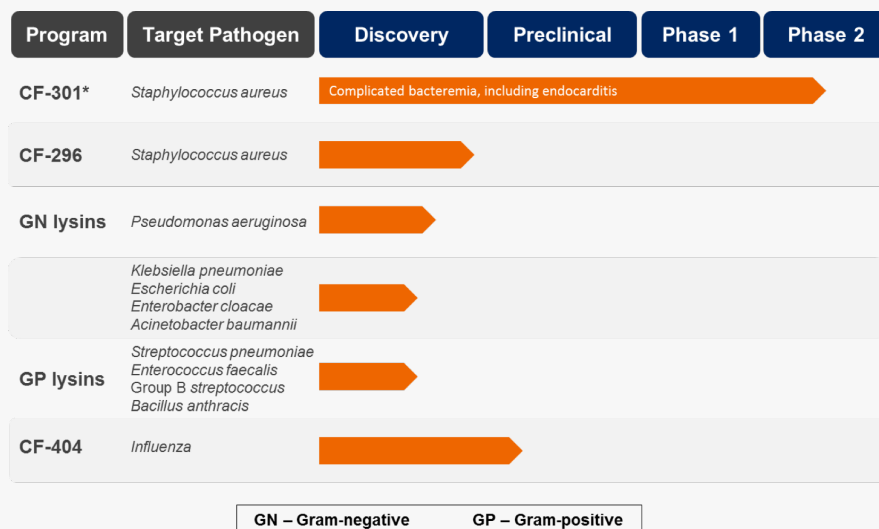 Program Target Pathogen Discovery Preclinical Phase 1 Phase 2
CF-301* Staphylococcus aureus Complicated bacteremia, including endocarditis
CF-296 Staphylococcus aureus
GN lysins Pseudomonas aeruginosa
Klebsiella pneumoniae
Escherichia coli
Enterobacter cloacae
Acinetobacter baumannii
GP lysins
Streptococcus pneumoniae
Enterococcus faecalis
Group B streptococcus
Bacillus anthracis
CF-404 Influenza
GN – Gram-negative GP – Gram-positive